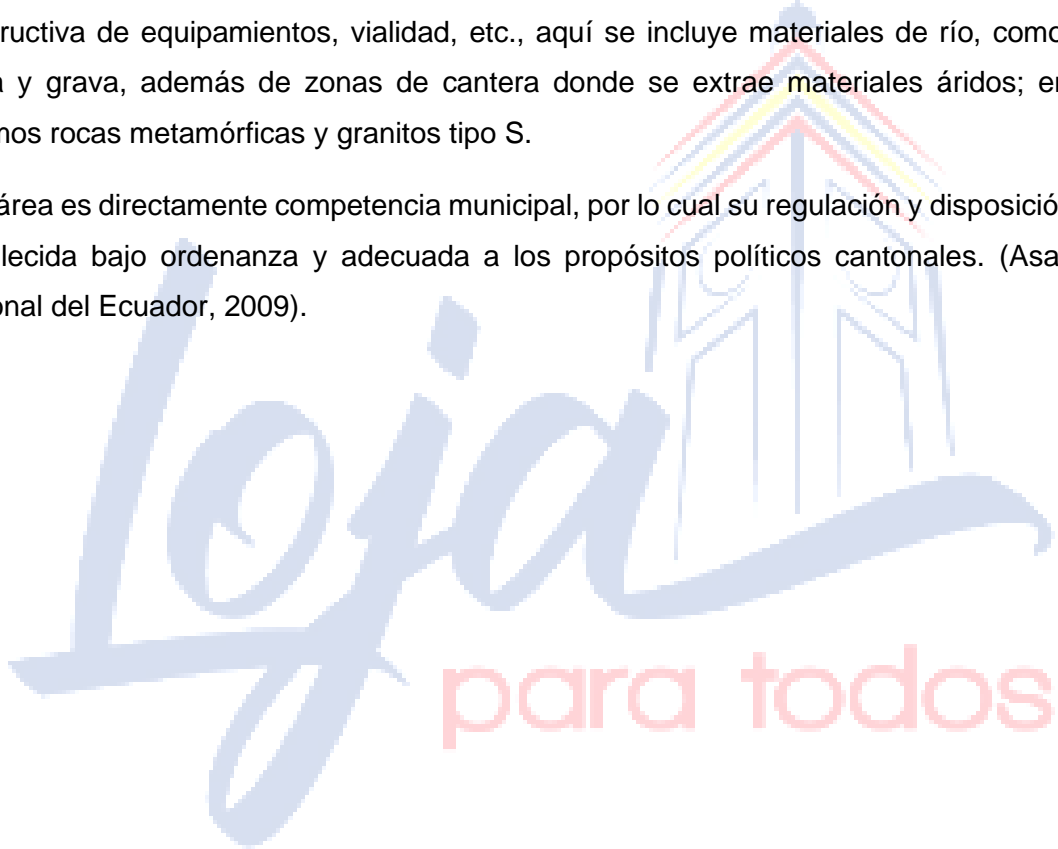 ructiva de equipamientos, vialidad, etc., aquí se incluye materiales de río, como
a y grava, además de zonas de cantera donde se extrae materiales áridos; en
mos rocas metamórficas y granitos tipo S.
área es directamente competencia municipal, por lo cual su regulación y disposició
lecida bajo ordenanza y adecuada a los propósitos políticos cantonales. (Asa
onal del Ecuador, 2009).
Loja
para todos